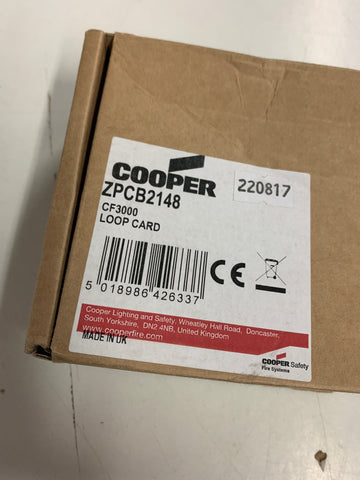 COOPER
220817
ZPCB2148
CF3000
LOOP CARD
CE
5 018986 426337
Cooper Lighting and Safety, Wheatley Hall Road, Doncaster,
South Yorkshire, DN2 4NB, United Kingdom
www.cooperfire.com
MADE IN UK
COOPER Safety
Fire Systems